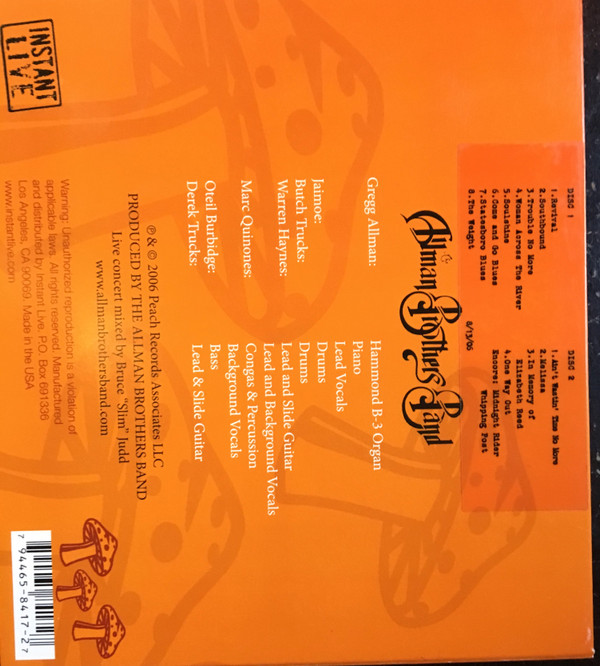 DISC 1
1.Revival
2.Southbound
3.Trouble No More
4.Woman Across The River
5.Soulshine
6.Come and Go Blues
7.Statesboro Blues
8.The Weight
DISC 2
1.Ain't Wastin' Time No More
2.Melissa
3.In Memory of
Elizabeth Reed
4.One Way Out
Encore: Midnight Rider
Whipping Post
8/13/06
The
Allman Brothers Band
Gregg Allman: Hammond B-3 Organ
Piano
Lead Vocals
Jaimoe: Drums
Butch Trucks: Drums
Warren Haynes: Lead and Slide Guitar
Lead and Background Vocals
Marc Quinones: Congas & Percussion
Background Vocals
Oteil Burbidge: Bass
Derek Trucks: Lead & Slide Guitar
℗ & © 2006 Peach Records Associates LLC
PRODUCED BY THE ALLMAN BROTHERS BAND
Live concert mixed by Bruce "Slim" Judd
www.allmanbrothersband.com
INSTANT
LIVE
Warning: Unauthorized reproduction is a violation of
applicable laws. All rights reserved. Manufactured
and distributed by Instant Live. P.O. Box 691336
Los Angeles, CA 90069. Made in the USA
www.instantlive.com
7 94465-8417-2 7